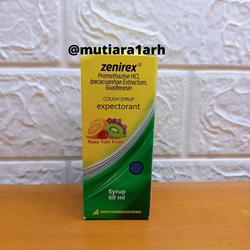 @mutiara1arh
zenirex®
Promethazine HCl,
Ipecacuanhae Extractum,
Guaifenesin
COUGH SYRUP
expectorant
Rasa Tutti Frutti
Syrup
60 ml